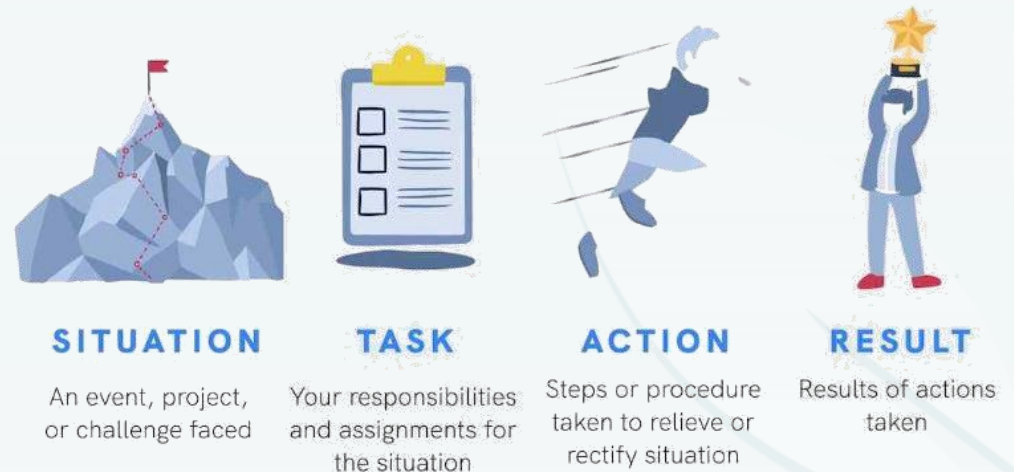 SITUATION
An event, project,
or challenge faced
TASK
Your responsibilities
and assignments for
the situation
ACTION
Steps or procedure
taken to relieve or
rectify situation
RESULT
Results of actions
taken